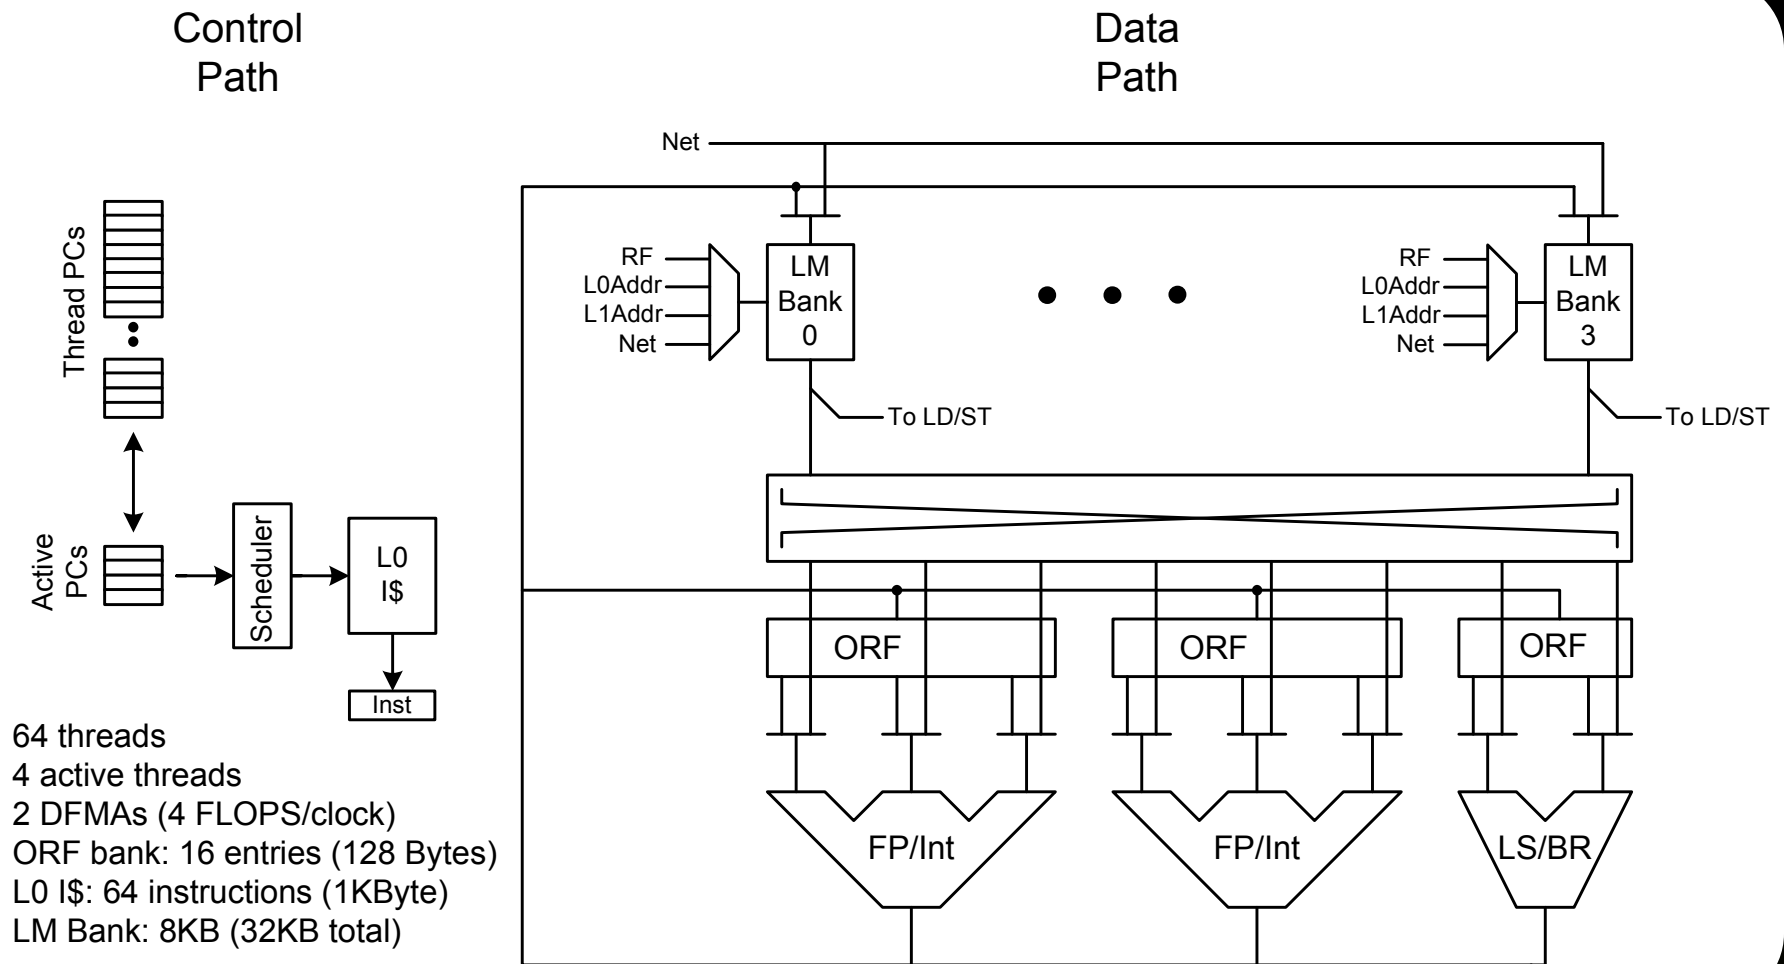 Control
Path
Data
Path
Thread PCs
Active
PCs
Scheduler
L0
I$
Inst
64 threads
4 active threads
2 DFMAs (4 FLOPS/clock)
ORF bank: 16 entries (128 Bytes)
L0 I$: 64 instructions (1KByte)
LM Bank: 8KB (32KB total)
Net
RF
L0Addr
L1Addr
Net
LM
Bank
0
To LD/ST
RF
L0Addr
L1Addr
Net
LM
Bank
3
To LD/ST
ORF
ORF
ORF
FP/Int
FP/Int
LS/BR